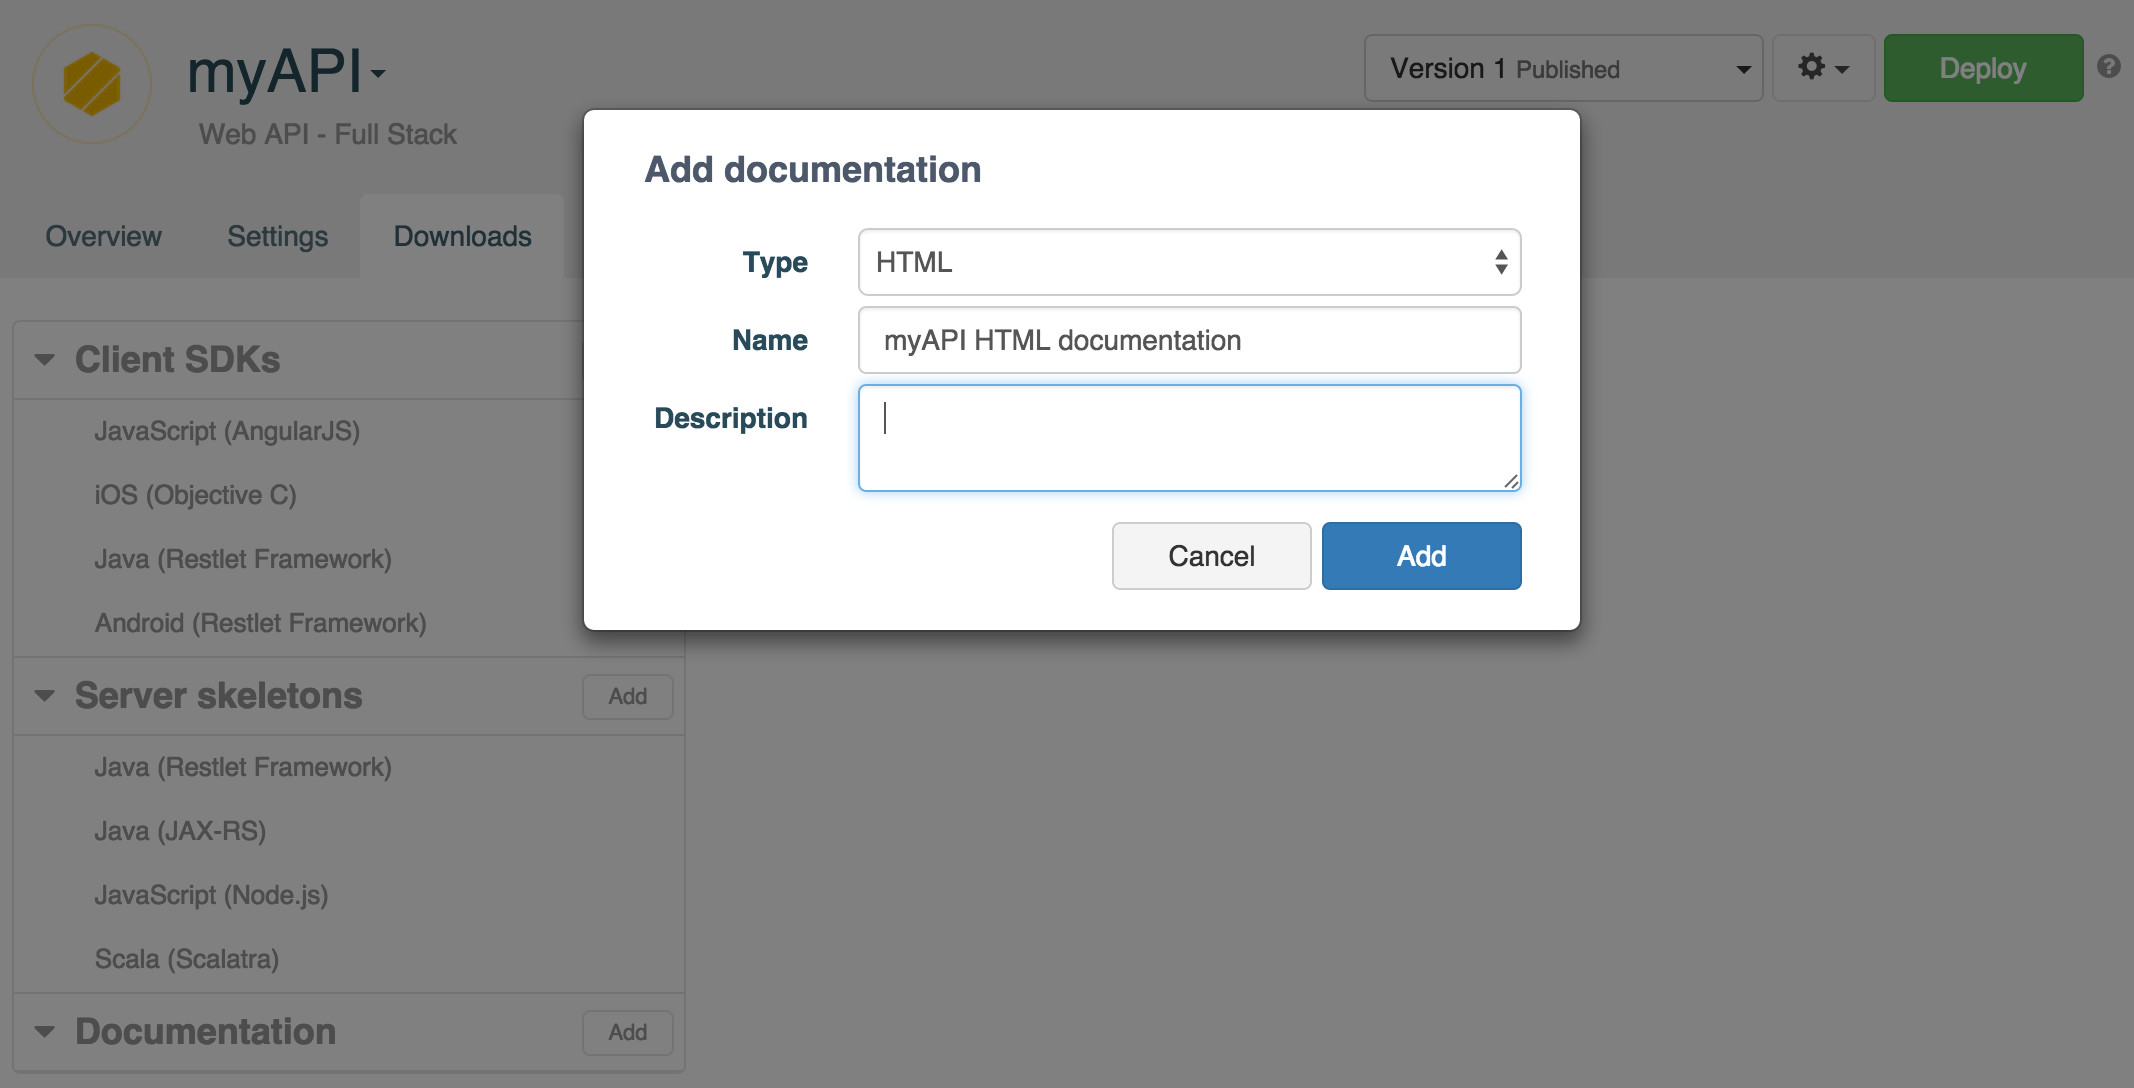 myAPI
Web API - Full Stack
Version 1 Published
Deploy
?
Overview
Settings
Downloads
Add documentation
Type
HTML
Name
myAPI HTML documentation
Description
Cancel
Add
Client SDKs
JavaScript (AngularJS)
iOS (Objective C)
Java (Restlet Framework)
Android (Restlet Framework)
Server skeletons
Add
Java (Restlet Framework)
Java (JAX-RS)
JavaScript (Node.js)
Scala (Scalatra)
Documentation
Add